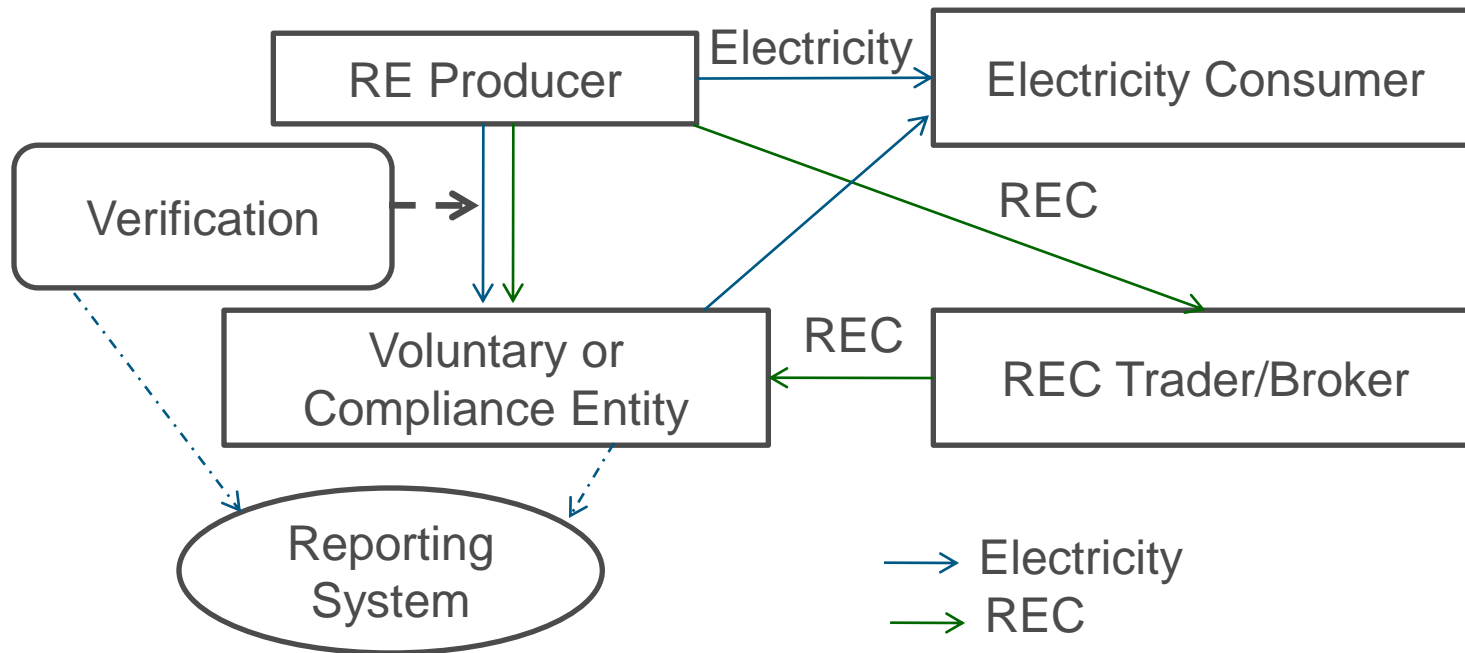 Electricity
RE Producer
Electricity Consumer
Verification
REC
Voluntary or
Compliance Entity
REC
REC Trader/Broker
Reporting
System
Electricity
REC